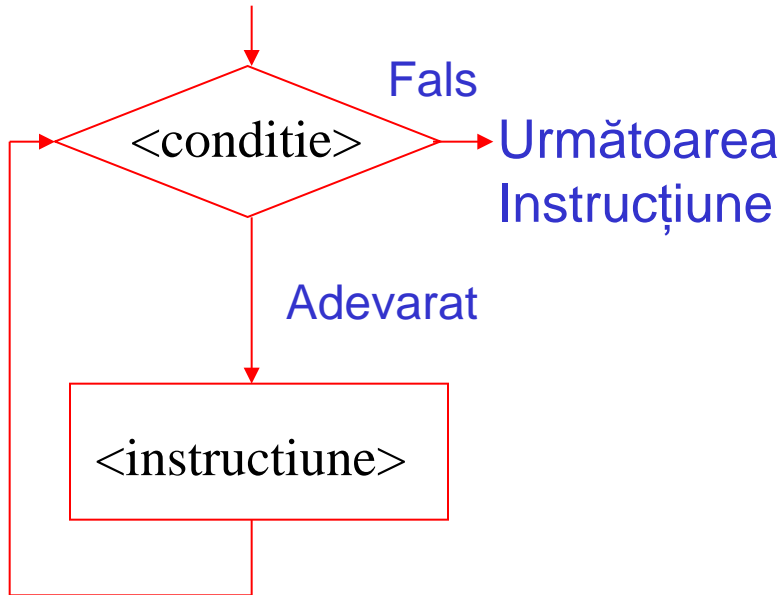 Fals
<conditie>
Următoarea
Instrucțiune
Adevarat
<instructiune>